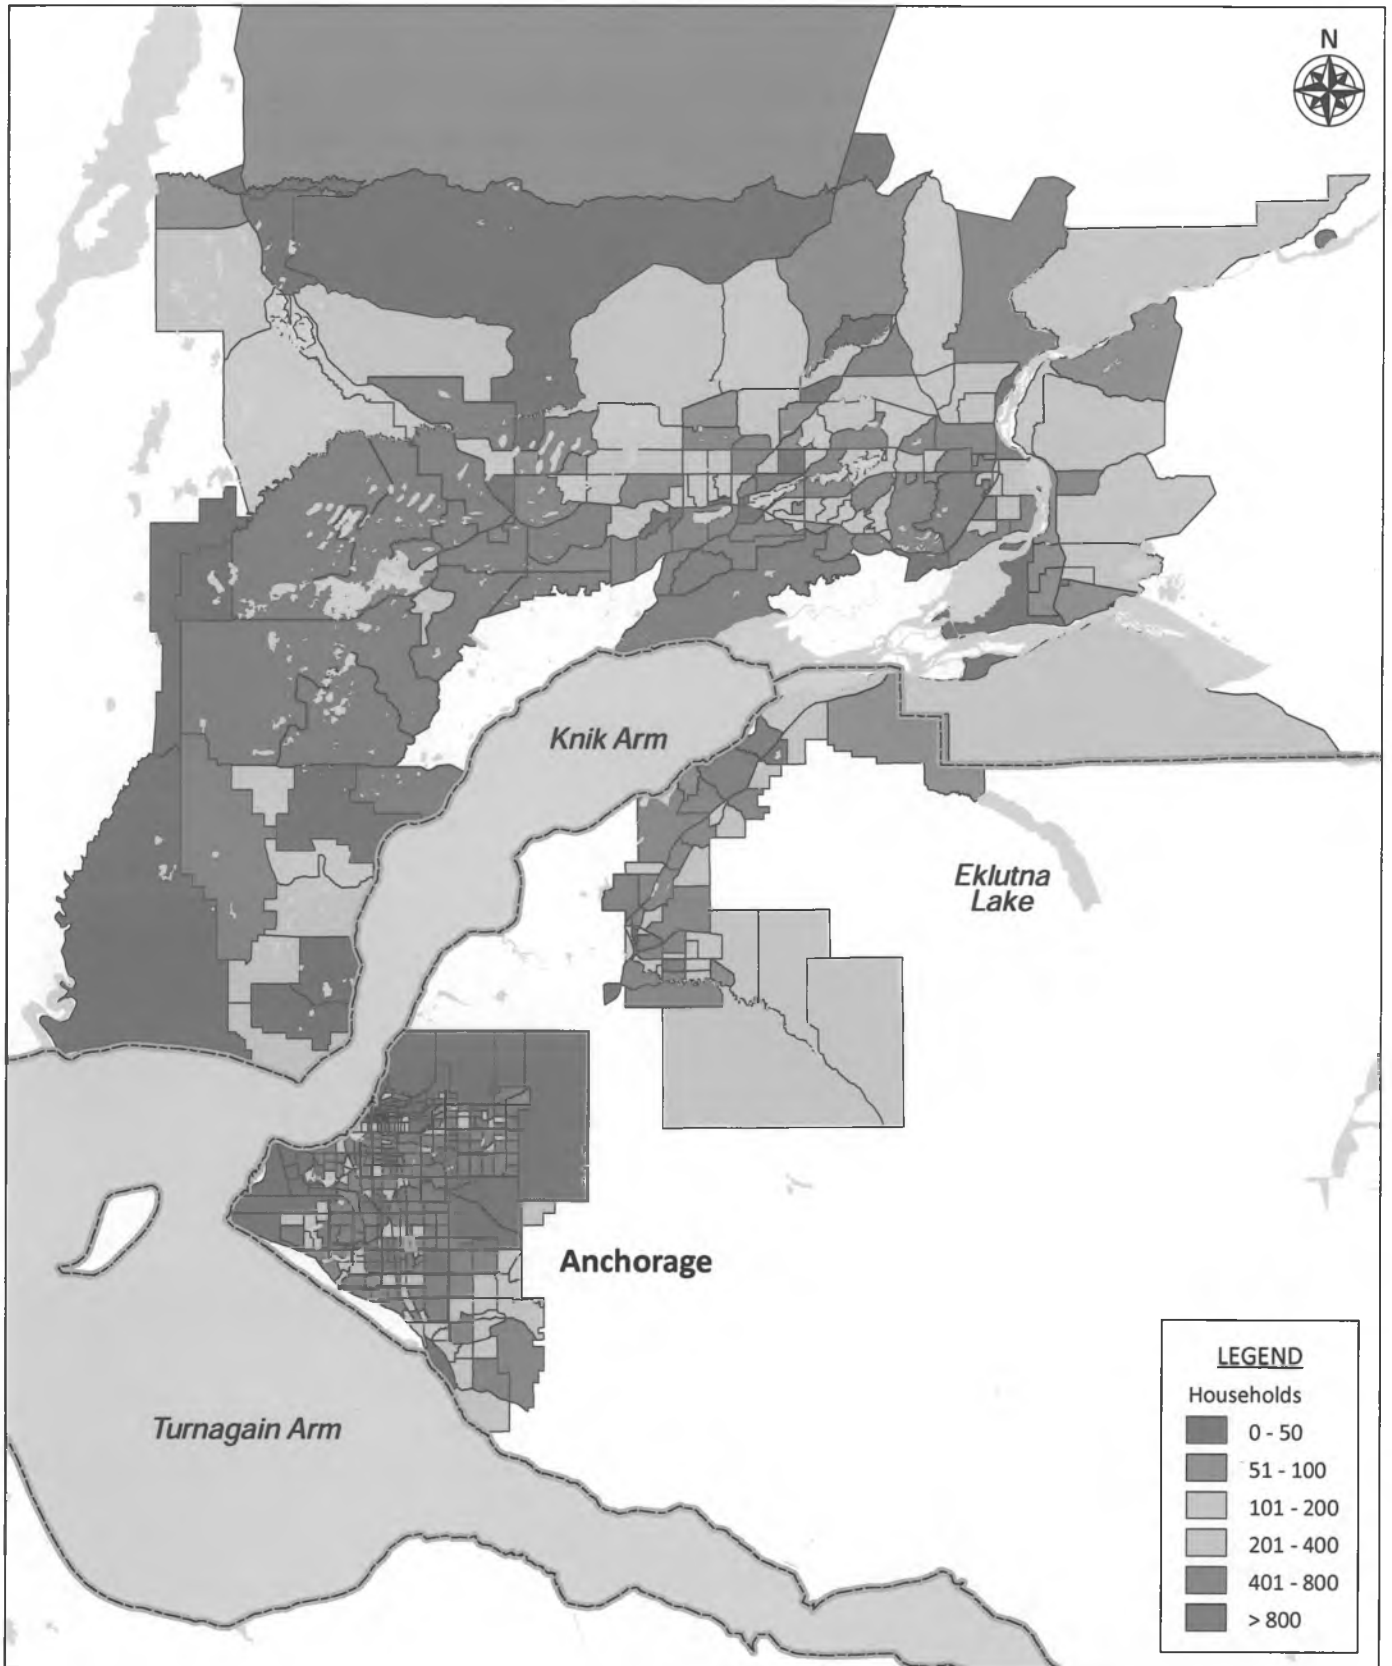 N
Knik Arm
Eklutna
Lake
Anchorage
Turnagain Arm
LEGEND
Households
0 - 50
51 - 100
101 - 200
201 - 400
401 - 800
> 800